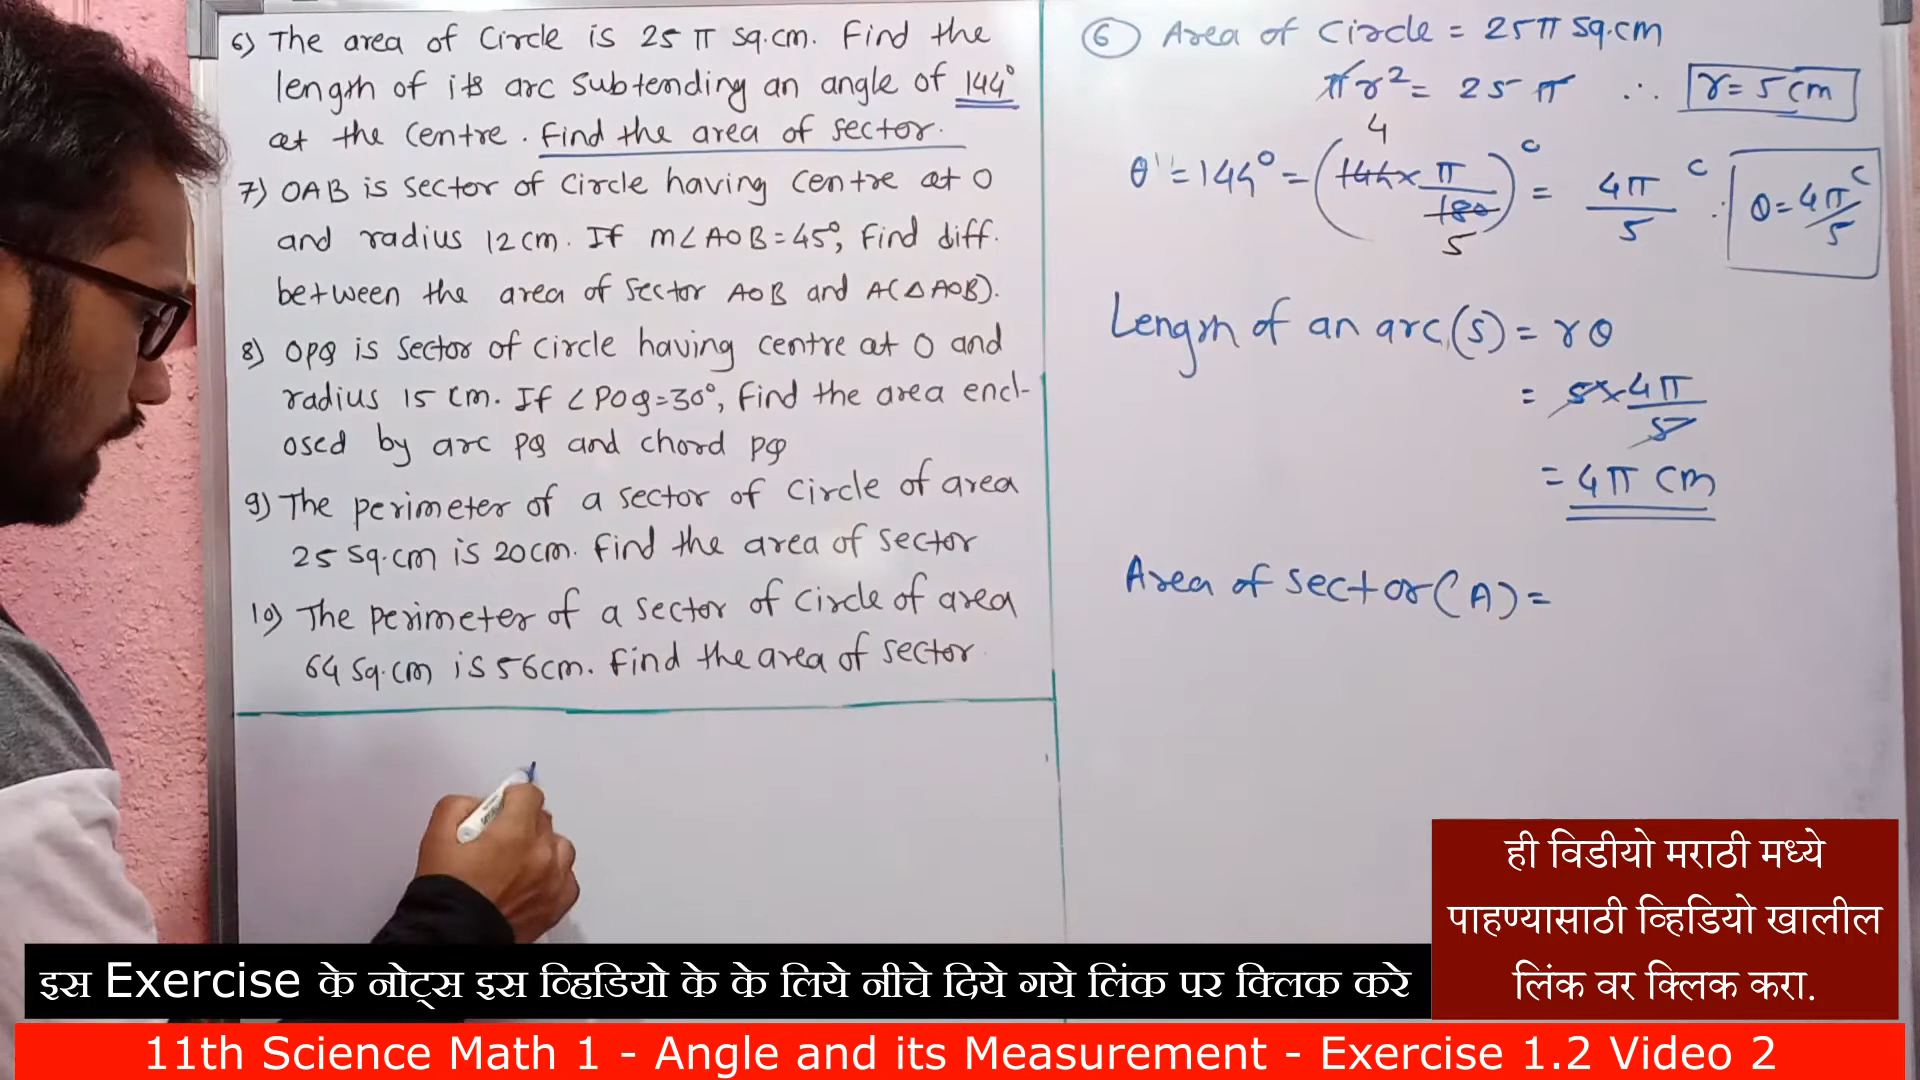 6) The area of Circle is 25 π sq.cm. Find the
length of its arc subtending an angle of 144°
at the centre. Find the area of sector.
7) OAB is sector of circle having centre at O
and radius 12 cm. If m∠AOB=45°, Find diff.
between the area of sector AOB and A(△AOB).
8) OPQ is sector of circle having centre at O and
radius 15 cm. If ∠POQ=30°, Find the area encl-
osed by arc PQ and chord PQ
9) The perimeter of a sector of circle of area
25 sq.cm is 20cm. Find the area of sector
10) The perimeter of a sector of circle of area
64 sq.cm is 56cm. Find the area of sector
6 Area of Circle = 25π sq.cm
πr² = 25 π ∴ r = 5 cm
4
θ = 144° = (144 × π/180)ᶜ = 4π/5 ᶜ ∴ θ = 4π/5 ᶜ
5
Length of an arc (S) = rθ
= 5 × 4π/5
= 4π cm
Area of sector (A) =
ही विडीयो मराठी मध्ये
पाहण्यासाठी व्हिडियो खालील
लिंक वर क्लिक करा.
इस Exercise के नोट्स इस व्हिडियो के के लिये नीचे दिये गये लिंक पर क्लिक करे
11th Science Math 1 - Angle and its Measurement - Exercise 1.2 Video 2